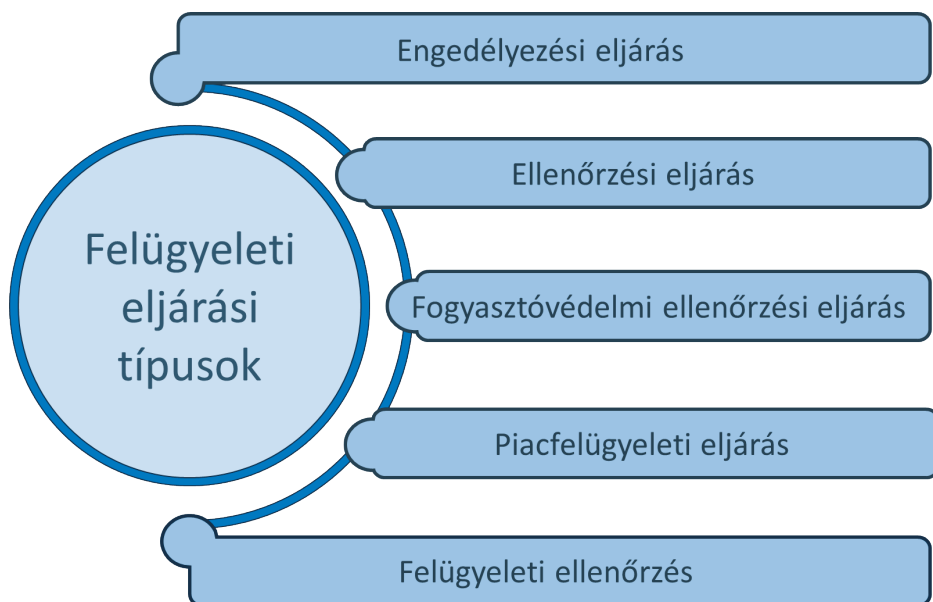 Engedélyezési eljárás
Ellenőrzési eljárás
Felügyeleti
eljárási
típusok
Fogyasztóvédelmi ellenőrzési eljárás
Piacfelügyeleti eljárás
Felügyeleti ellenőrzés